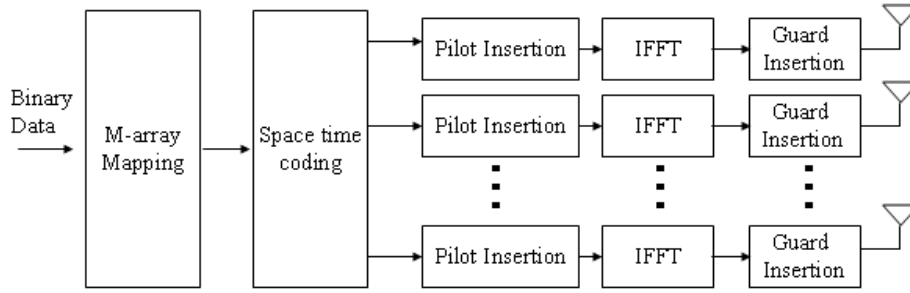 Binary
Data
M-array
Mapping
Space time
coding
Pilot Insertion
IFFT
Guard
Insertion
Pilot Insertion
IFFT
Guard
Insertion
Pilot Insertion
IFFT
Guard
Insertion